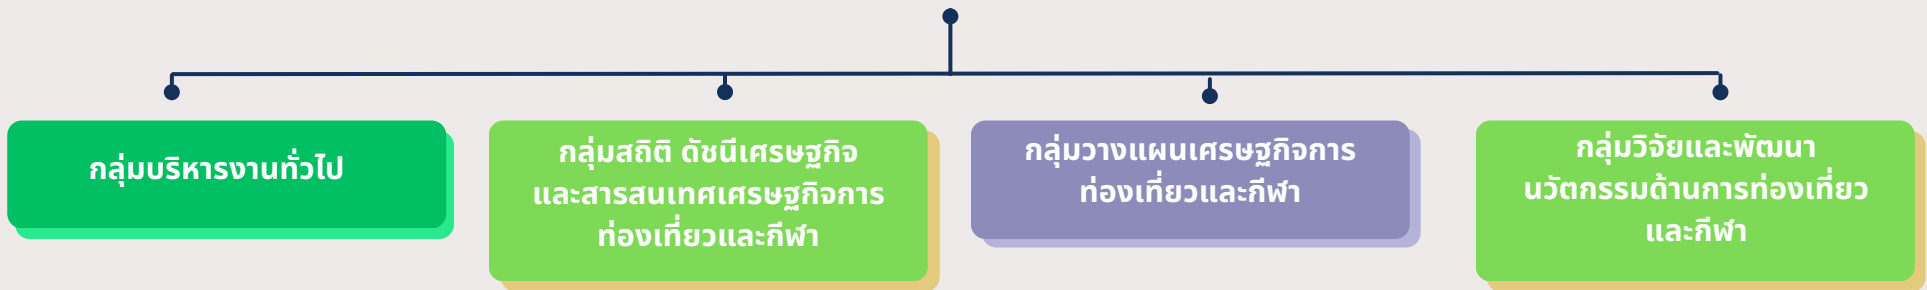 กลุ่มบริหารงานทั่วไป
กลุ่มสถิติ ดัชนีเศรษฐกิจ
และสารสนเทศเศรษฐกิจการ
ท่องเที่ยวและกีฬา
กลุ่มวางแผนเศรษฐกิจการ
ท่องเที่ยวและกีฬา
กลุ่มวิจัยและพัฒนา
นวัตกรรมด้านการท่องเที่ยว
และกีฬา